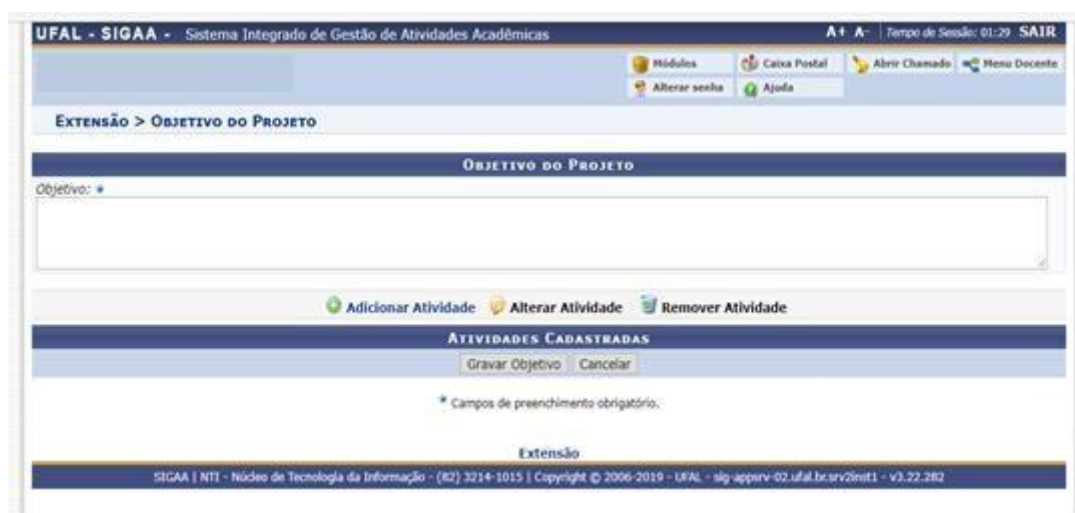 UFAL - SIGAA - Sistema Integrado de Gestão de Atividades Acadêmicas A+ A- Tempo de Sessão: 01:29 SAIR
Módulos Caixa Postal Abrir Chamado Menu Docente
Alterar senha Ajuda
Extensão > Objetivo do Projeto
Objetivo do Projeto
Objetivo: *
Adicionar Atividade Alterar Atividade Remover Atividade
Atividades Cadastradas
Gravar Objetivo Cancelar
* Campos de preenchimento obrigatório.
Extensão
SIGAA | NTI - Núcleo de Tecnologia da Informação - (82) 3214-1015 | Copyright © 2006-2019 - UFAL - sig-appsrv-02.ufal.br.srv2inst1 - v3.22.282